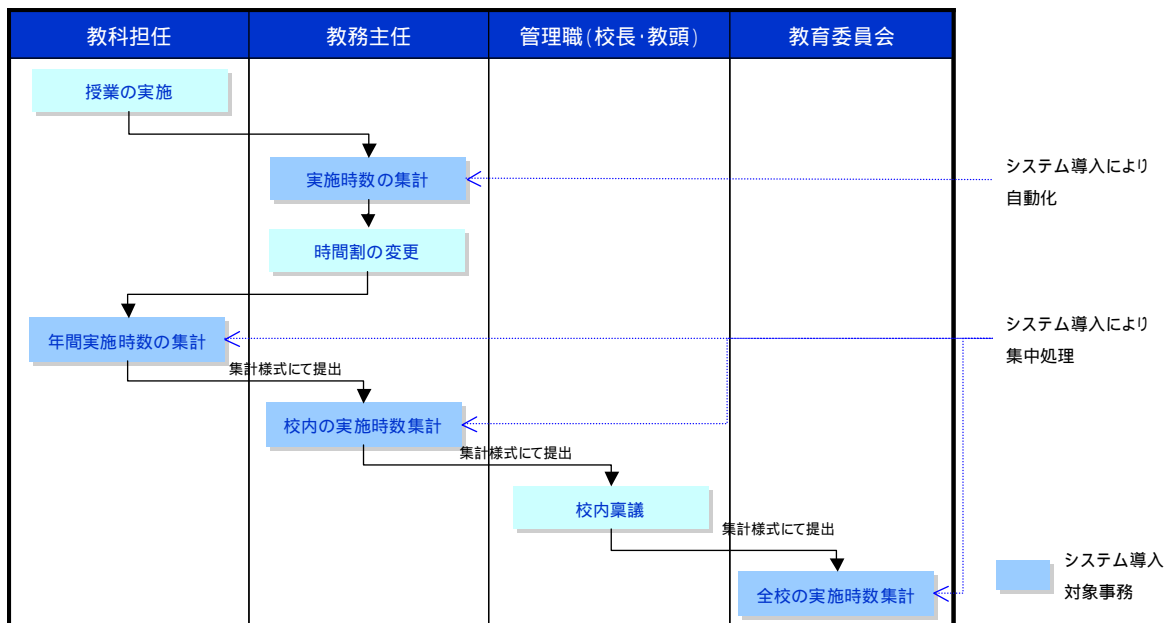 教科担任
教務主任
管理職(校長･教頭)
教育委員会
授業の実施
実施時数の集計
システム導入により
自動化
時間割の変更
年間実施時数の集計
システム導入により
集中処理
集計様式にて提出
校内の実施時数集計
集計様式にて提出
校内稟議
集計様式にて提出
全校の実施時数集計
システム導入
対象事務